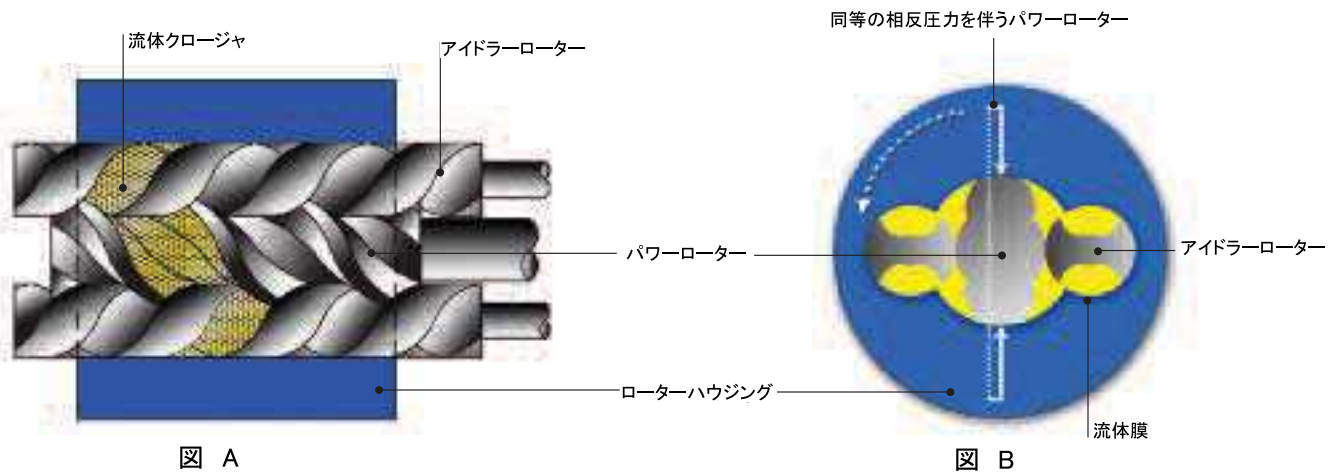 同等の相反圧力を伴うパワーローター
流体クロージャ
アイドラーローター
パワーローター
アイドラーローター
ローターハウジング
流体膜
図 A
図 B